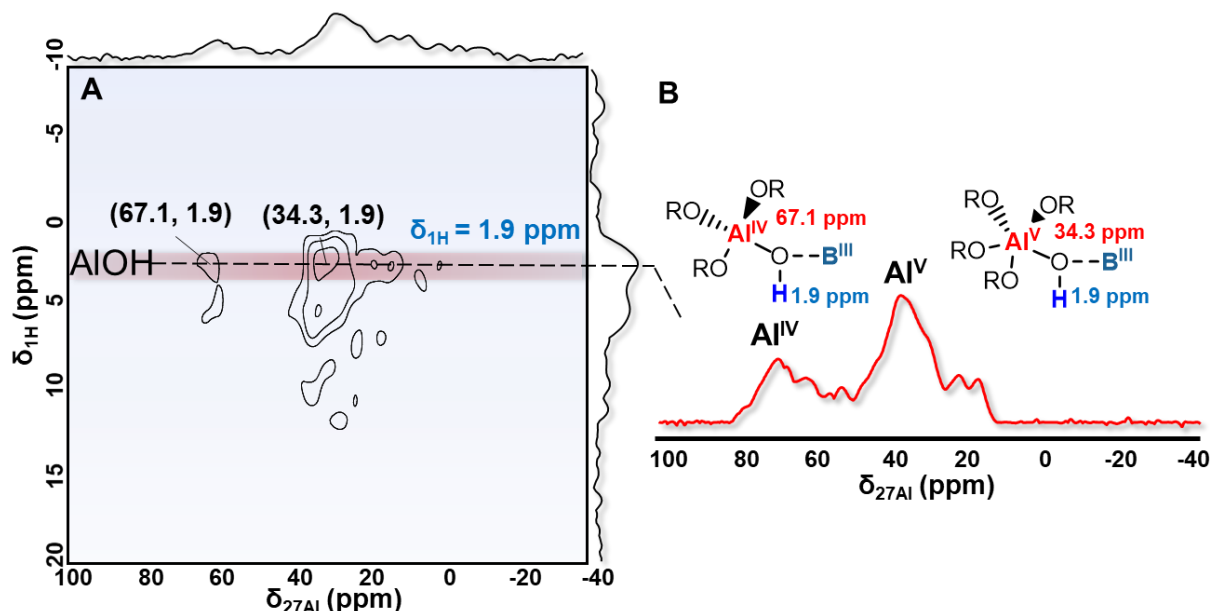 A
-10
-5
0
5
10
15
20
δ1H (ppm)
(67.1, 1.9)
(34.3, 1.9)
δ1H = 1.9 ppm
AlOH
100 80 60 40 20 0 -20 -40
δ27Al (ppm)
B
OR
RO
AlIV 67.1 ppm
RO
O
BIII
H 1.9 ppm
OR
RO
AlV 34.3 ppm
RO
RO
O
BIII
H 1.9 ppm
AlIV
AlV
100 80 60 40 20 0 -20 -40
δ27Al (ppm)